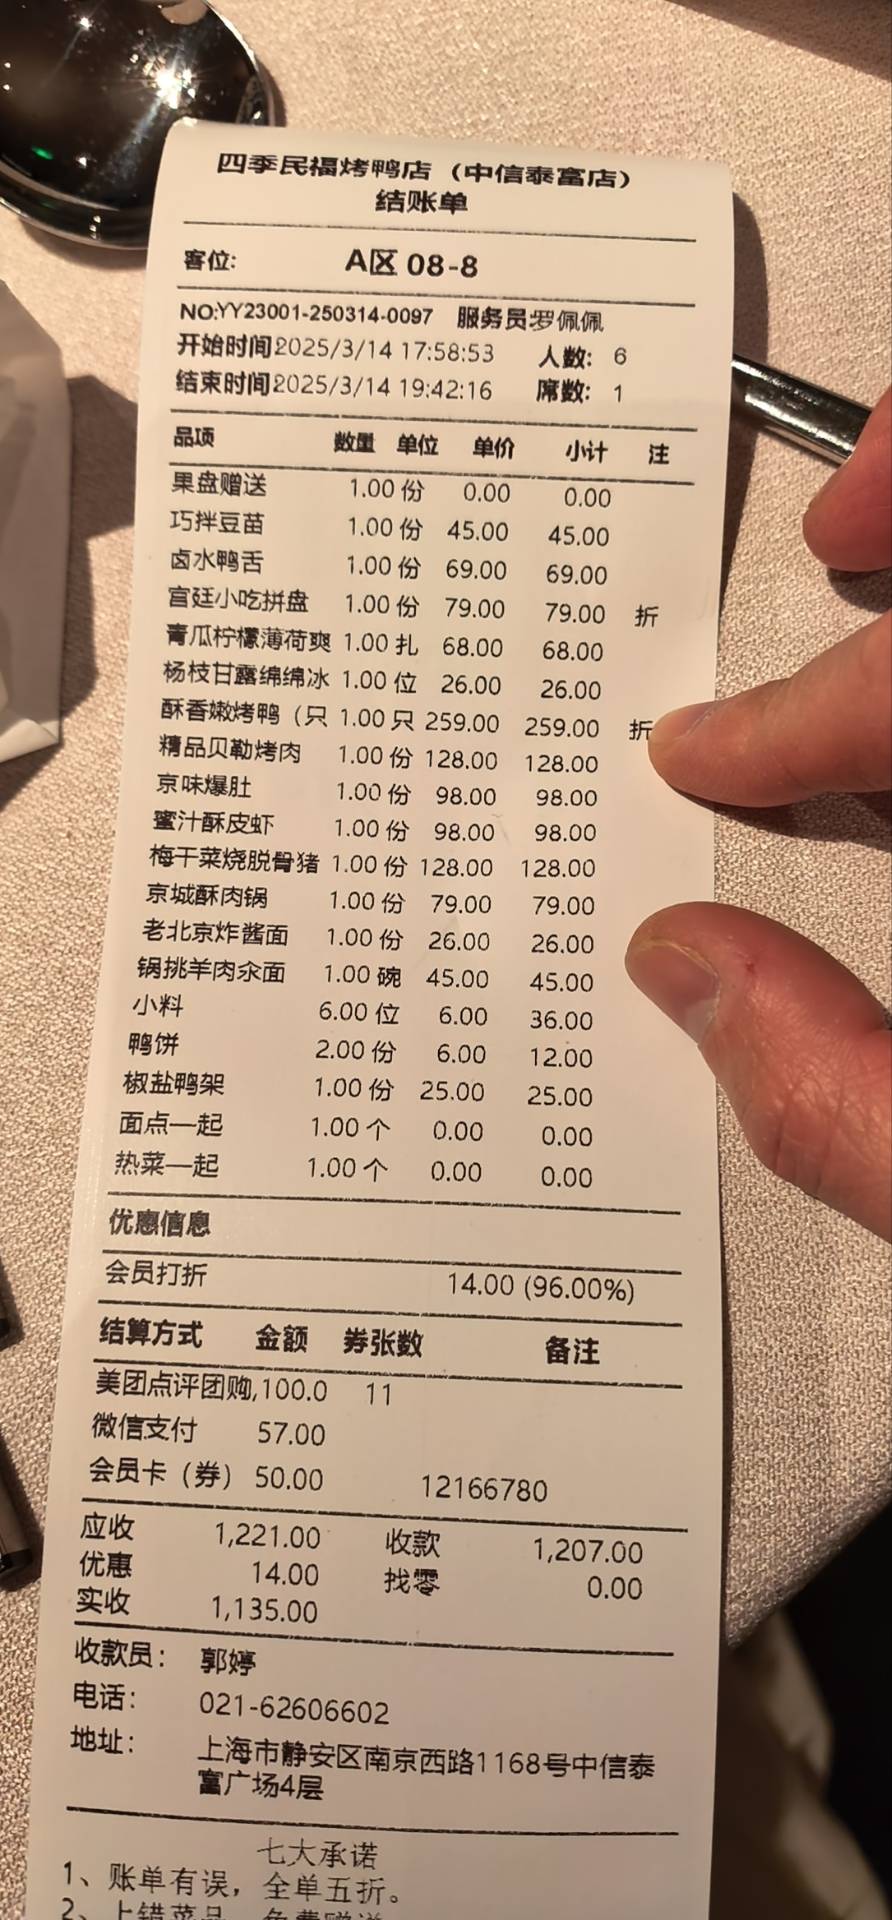 四季民福烤鸭店（中信泰富店）
结账单
客位: A区 08-8
NO:YY23001-250314-0097 服务员:罗佩佩
开始时间2025/3/14 17:58:53 人数: 6
结束时间2025/3/14 19:42:16 席数: 1
品项 数量 单位 单价 小计 注
果盘赠送 1.00 份 0.00 0.00
巧拌豆苗 1.00 份 45.00 45.00
卤水鸭舌 1.00 份 69.00 69.00
宫廷小吃拼盘 1.00 份 79.00 79.00 折
青瓜柠檬薄荷爽 1.00 扎 68.00 68.00
杨枝甘露绵绵冰 1.00 位 26.00 26.00
酥香嫩烤鸭（只 1.00 只 259.00 259.00 折
精品贝勒烤肉 1.00 份 128.00 128.00
京味爆肚 1.00 份 98.00 98.00
蜜汁酥皮虾 1.00 份 98.00 98.00
梅干菜烧脱骨猪 1.00 份 128.00 128.00
京城酥肉锅 1.00 份 79.00 79.00
老北京炸酱面 1.00 份 26.00 26.00
锅挑羊肉汆面 1.00 碗 45.00 45.00
小料 6.00 位 6.00 36.00
鸭饼 2.00 份 6.00 12.00
椒盐鸭架 1.00 份 25.00 25.00
面点一起 1.00 个 0.00 0.00
热菜一起 1.00 个 0.00 0.00
优惠信息
会员打折 14.00 (96.00%)
结算方式 金额 券张数 备注
美团点评团购,100.0 11
微信支付 57.00
会员卡（券） 50.00 12166780
应收 1,221.00 收款 1,207.00
优惠 14.00 找零 0.00
实收 1,135.00
收款员: 郭婷
电话: 021-62606602
地址: 上海市静安区南京西路1168号中信泰
富广场4层
七大承诺
1、账单有误，全单五折。
2、上错菜品，免费赠送